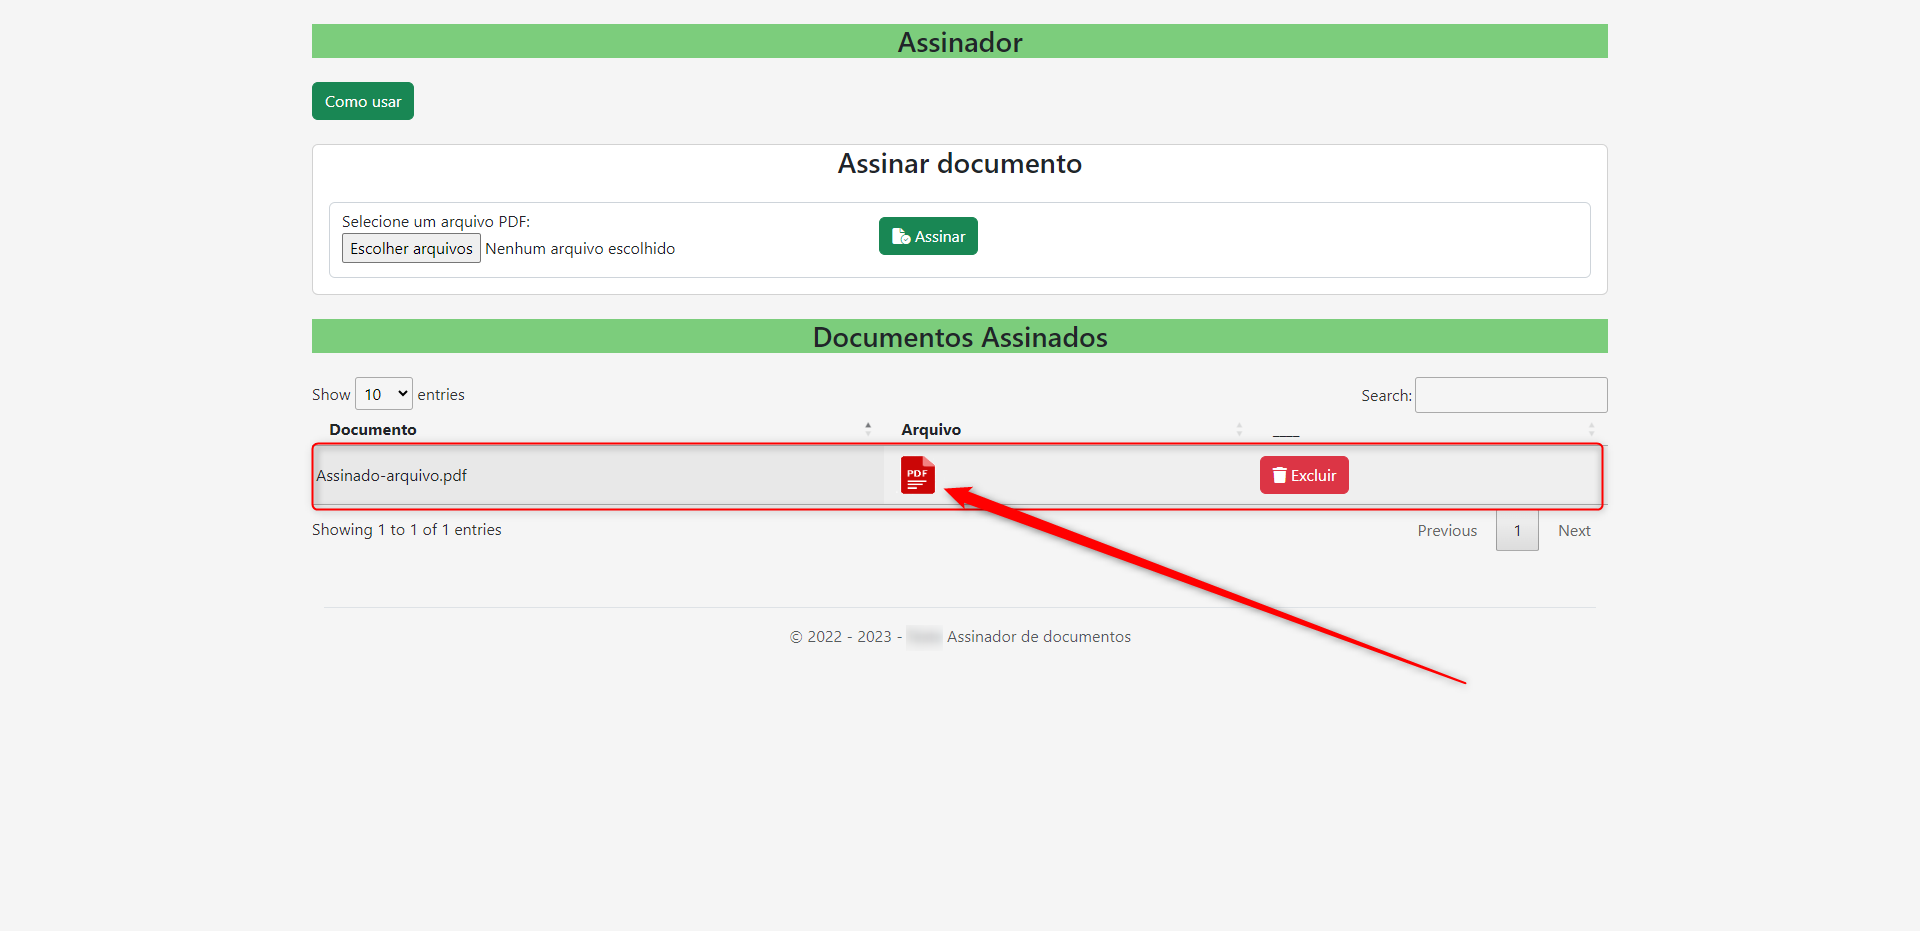 Assinador
Como usar
Assinar documento
Selecione um arquivo PDF:
Escolher arquivos Nenhum arquivo escolhido
Assinar
Documentos Assinados
Show 10 entries
Search:
Documento Arquivo ____
Assinado-arquivo.pdf PDF Excluir
Showing 1 to 1 of 1 entries
Previous 1 Next
© 2022 - 2023 - Assinador de documentos